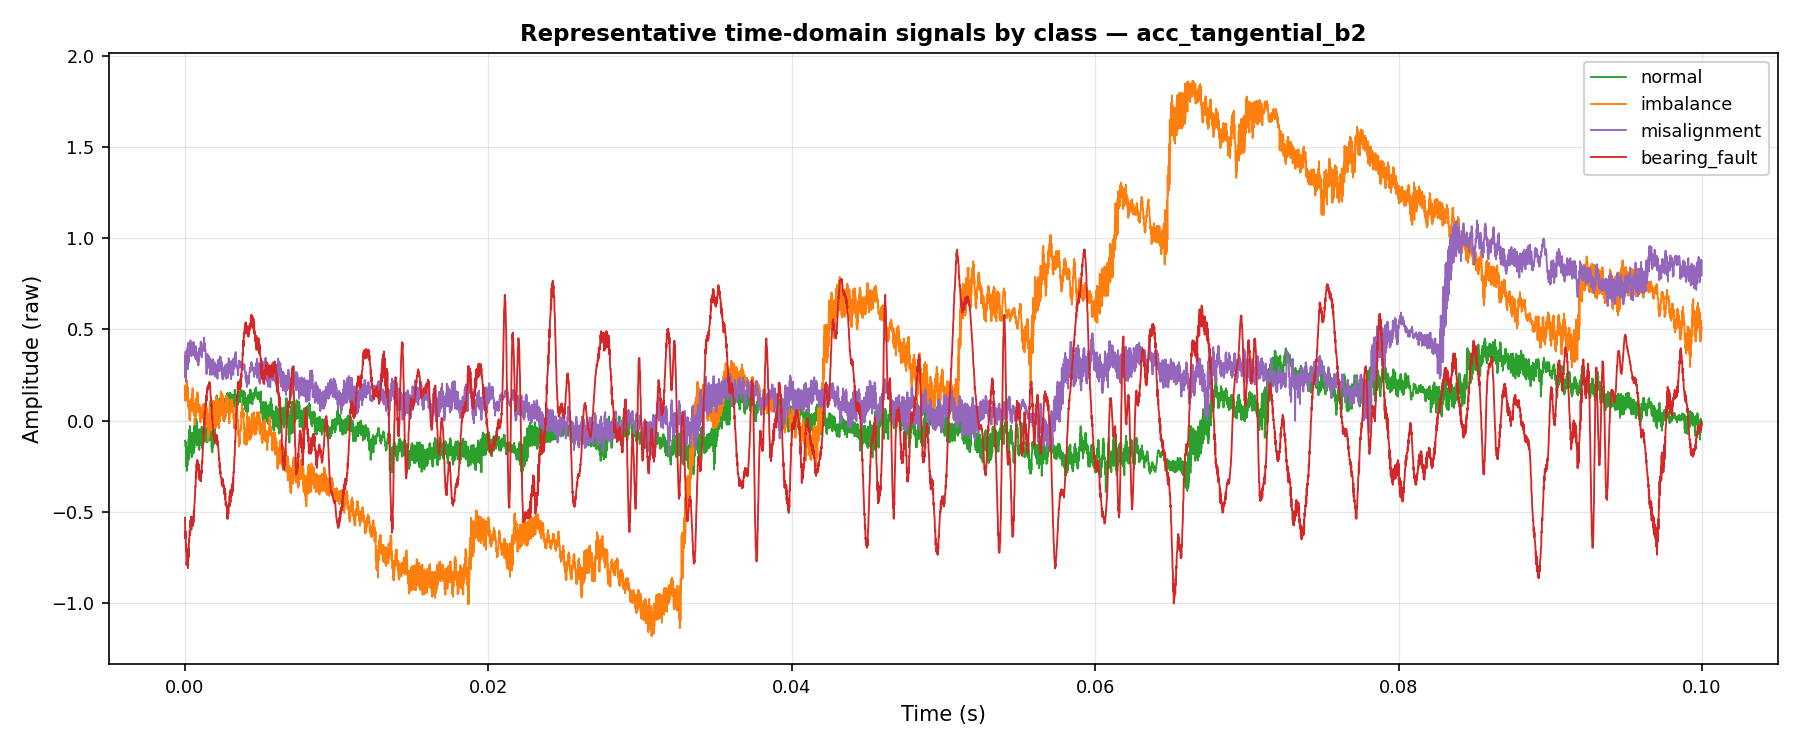 Representative time-domain signals by class — acc_tangential_b2
Amplitude (raw)
2.0
1.5
1.0
0.5
0.0
−0.5
−1.0
normal
imbalance
misalignment
bearing_fault
0.00 0.02 0.04 0.06 0.08 0.10
Time (s)